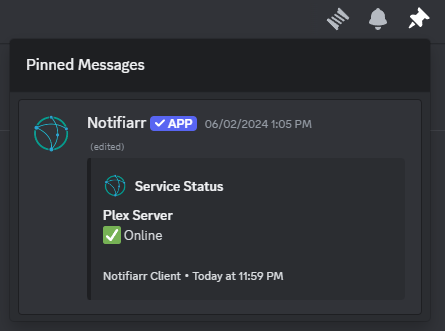 Pinned Messages
Notifiarr ✓ APP 06/02/2024 1:05 PM
(edited)
Service Status
Plex Server
✅ Online
Notifiarr Client • Today at 11:59 PM